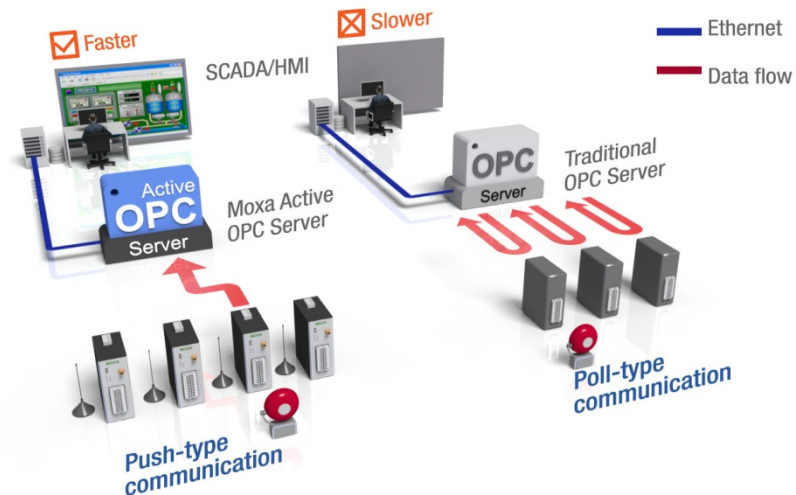 Faster
SCADA/HMI
Active
OPC
Server
Moxa Active
OPC Server
Push-type
communication
Slower
OPC
Server
Traditional
OPC Server
Poll-type
communication
Ethernet
Data flow